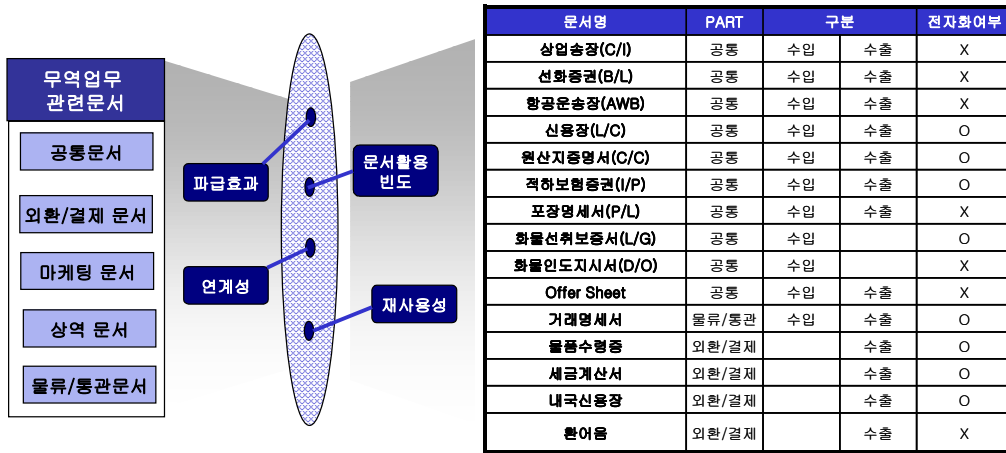 무역업무
관련문서
공통문서
외환/결제 문서
마케팅 문서
상역 문서
물류/통관문서
파급효과
문서활용
빈도
연계성
재사용성
문서명 PART 구분 전자화여부
상업송장(C/I) 공통 수입 수출 X
선화증권(B/L) 공통 수입 수출 X
항공운송장(AWB) 공통 수입 수출 X
신용장(L/C) 공통 수입 수출 O
원산지증명서(C/C) 공통 수입 수출 O
적하보험증권(I/P) 공통 수입 수출 O
포장명세서(P/L) 공통 수입 수출 X
화물선취보증서(L/G) 공통 수입 O
화물인도지시서(D/O) 공통 수입 X
Offer Sheet 공통 수입 수출 X
거래명세서 물류/통관 수입 수출 O
물품수령증 외환/결제 수출 O
세금계산서 외환/결제 수출 O
내국신용장 외환/결제 수출 O
환어음 외환/결제 수출 X